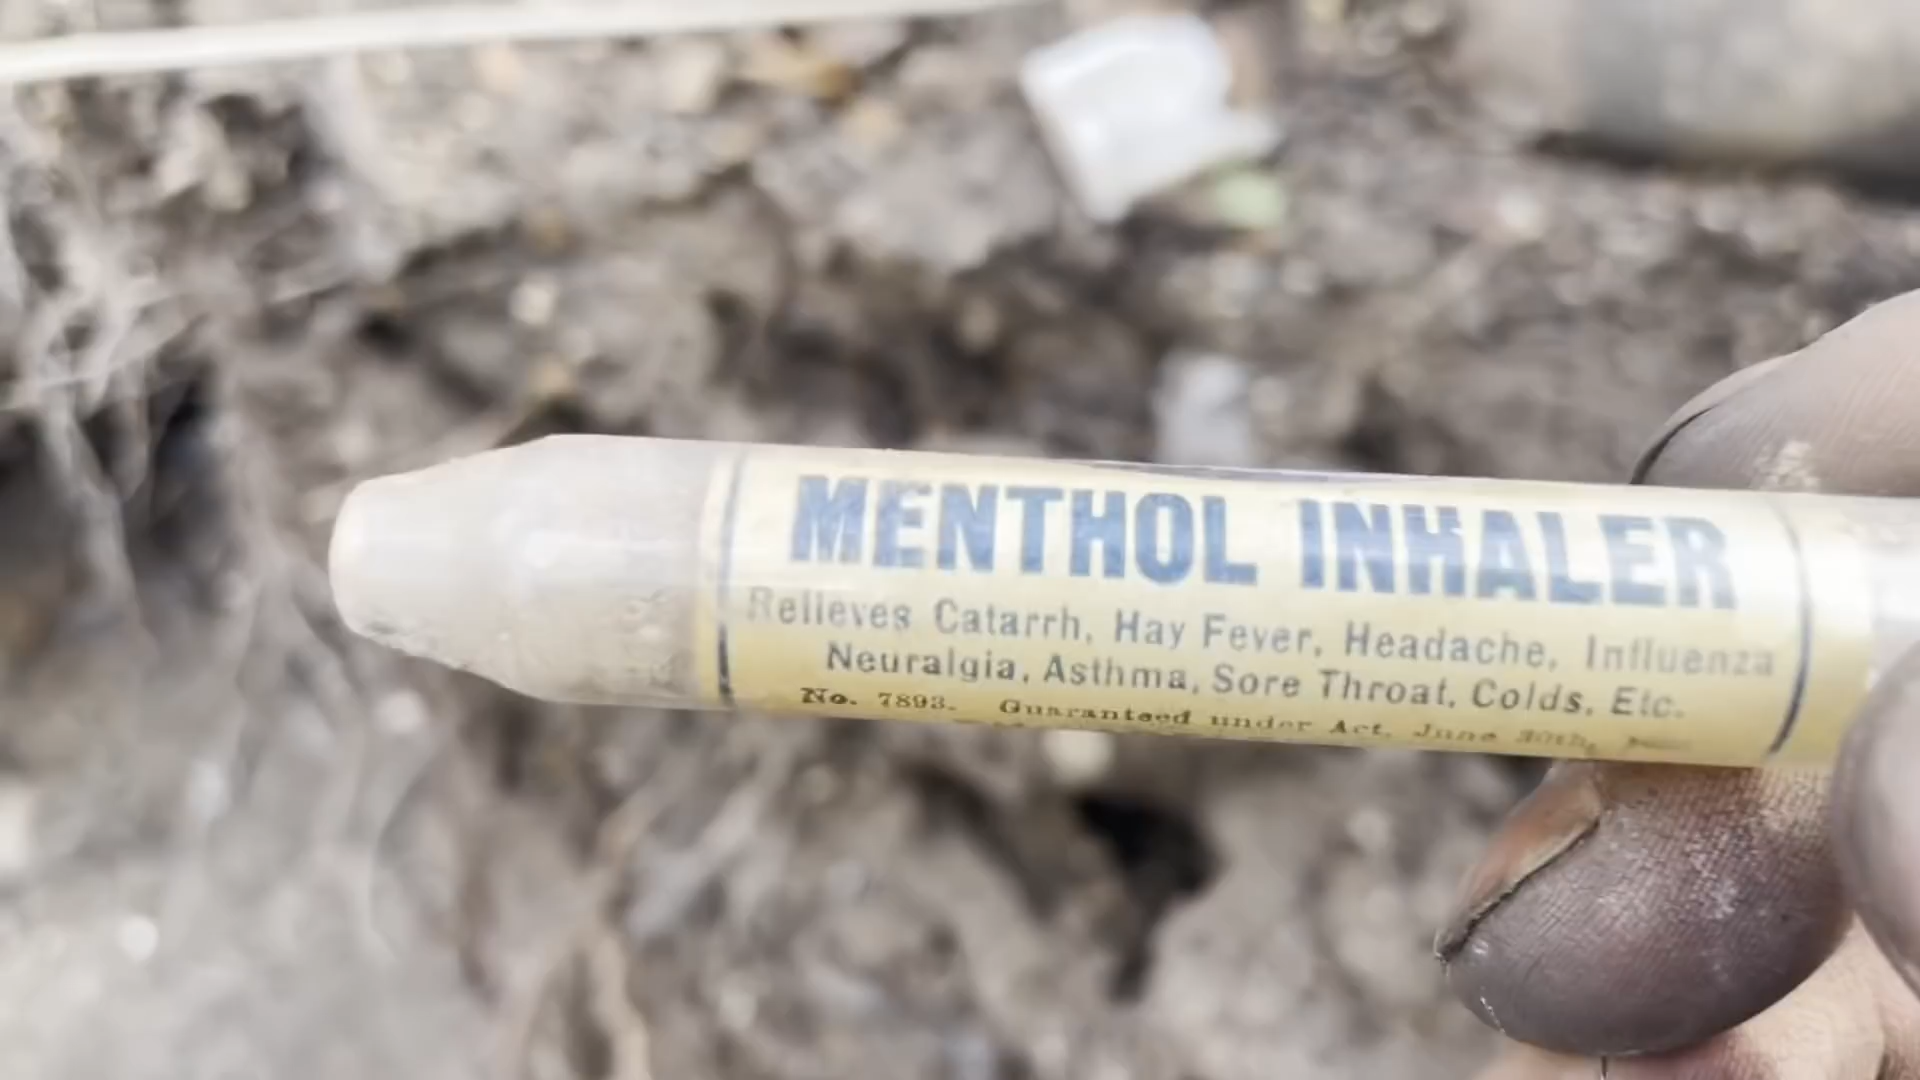 MENTHOL INHALER
Relieves Catarrh, Hay Fever, Headache, Influenza
Neuralgia, Asthma, Sore Throat, Colds, Etc.
No. 7893. Guaranteed under Act, June 30th,